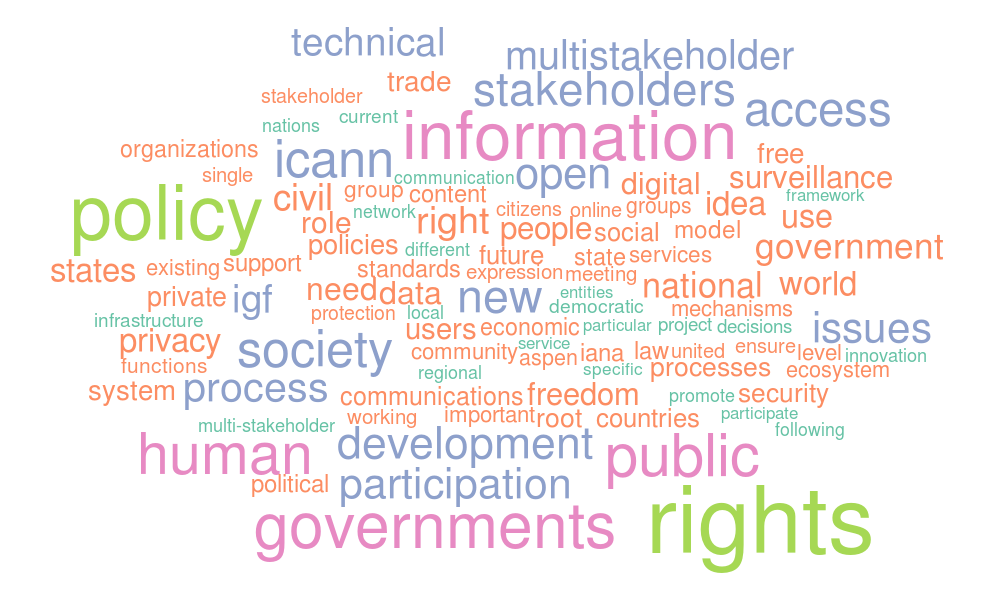 technical
multistakeholder
trade
stakeholders
stakeholder
access
current
nations
information
organizations
icann
free
single
communication
open
digital
surveillance
policy
civil
group
content
framework
role
network
right
citizens
online
groups
idea
use
people
social
model
policies
different
government
states
existing
support
future
state
services
standards
expression
meeting
private
igf
need
data
new
entities
national
world
infrastructure
protection
local
democratic
mechanisms
privacy
users
economic
particular
project
decisions
issues
society
service
functions
community
aspen
iana
law
united
ensure
level
innovation
regional
specific
processes
ecosystem
system
process
communications
freedom
promote
security
multi-stakeholder
working
important
root
countries
participate
following
human
development
public
political
participation
governments
rights